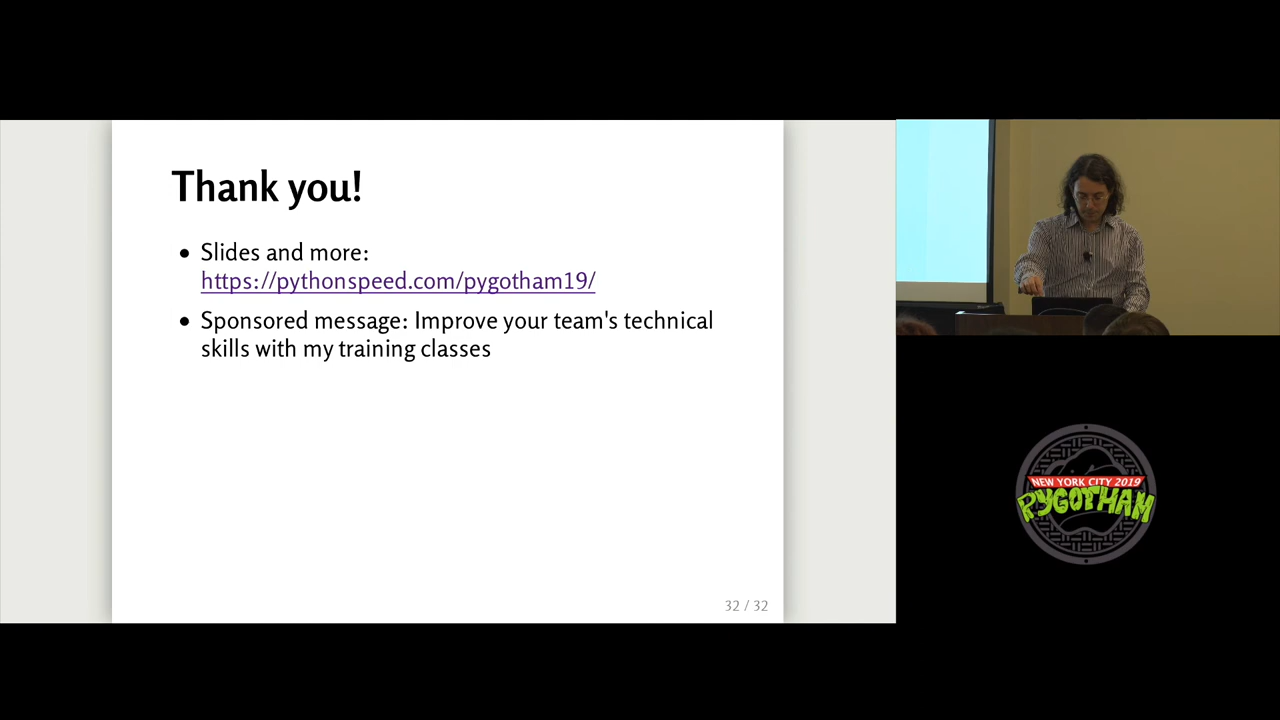 Thank you!
• Slides and more:
https://pythonspeed.com/pygotham19/
• Sponsored message: Improve your team's technical
skills with my training classes
32 / 32
NEW YORK CITY 2019
PYGOTHAM